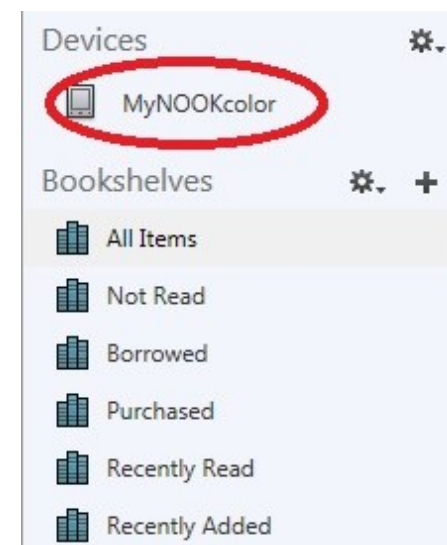 Devices
MyNOOKcolor
Bookshelves
All Items
Not Read
Borrowed
Purchased
Recently Read
Recently Added